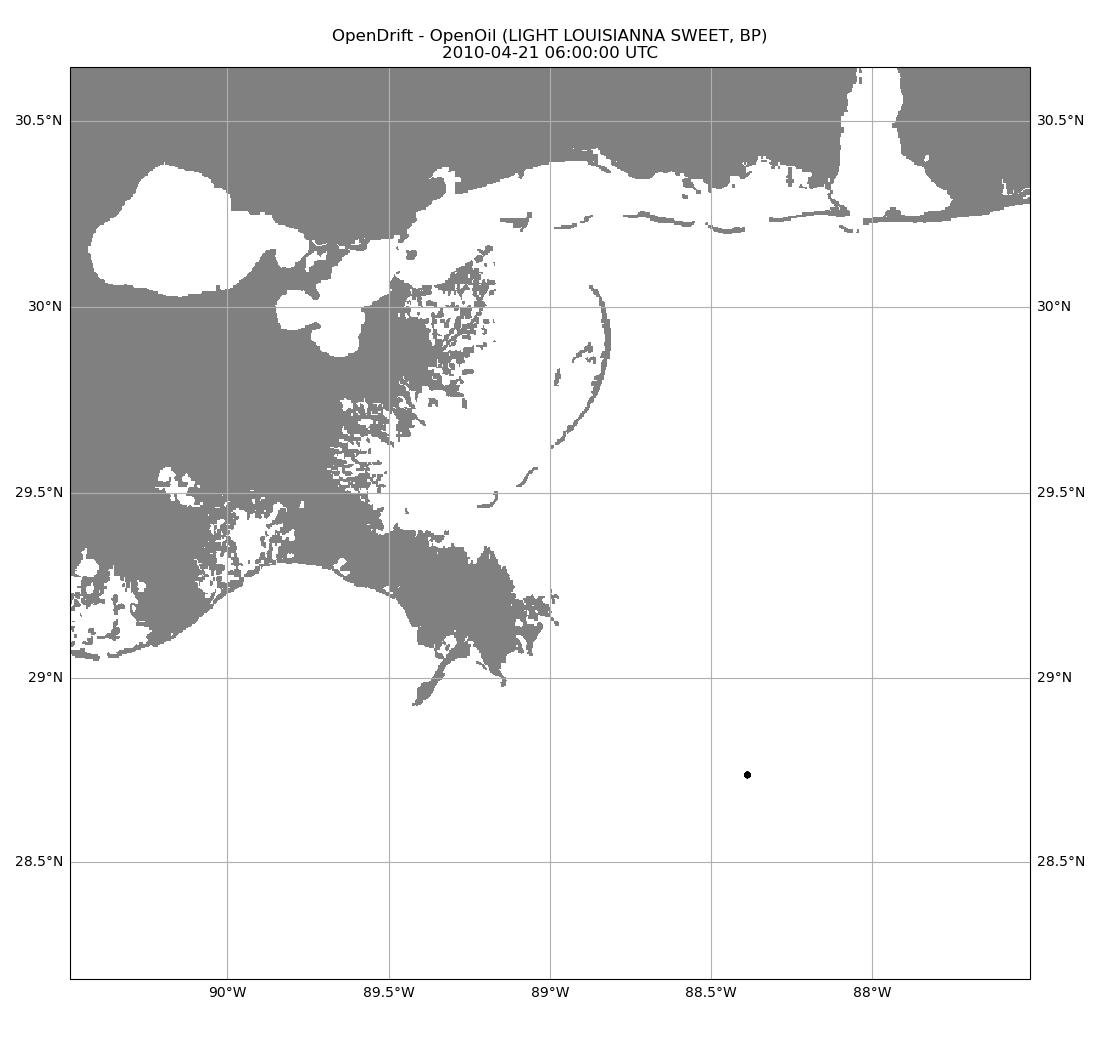 OpenDrift - OpenOil (LIGHT LOUISIANNA SWEET, BP)
2010-04-21 06:00:00 UTC
30.5°N 30.5°N
30°N 30°N
29.5°N 29.5°N
29°N 29°N
28.5°N 28.5°N
90°W 89.5°W 89°W 88.5°W 88°W